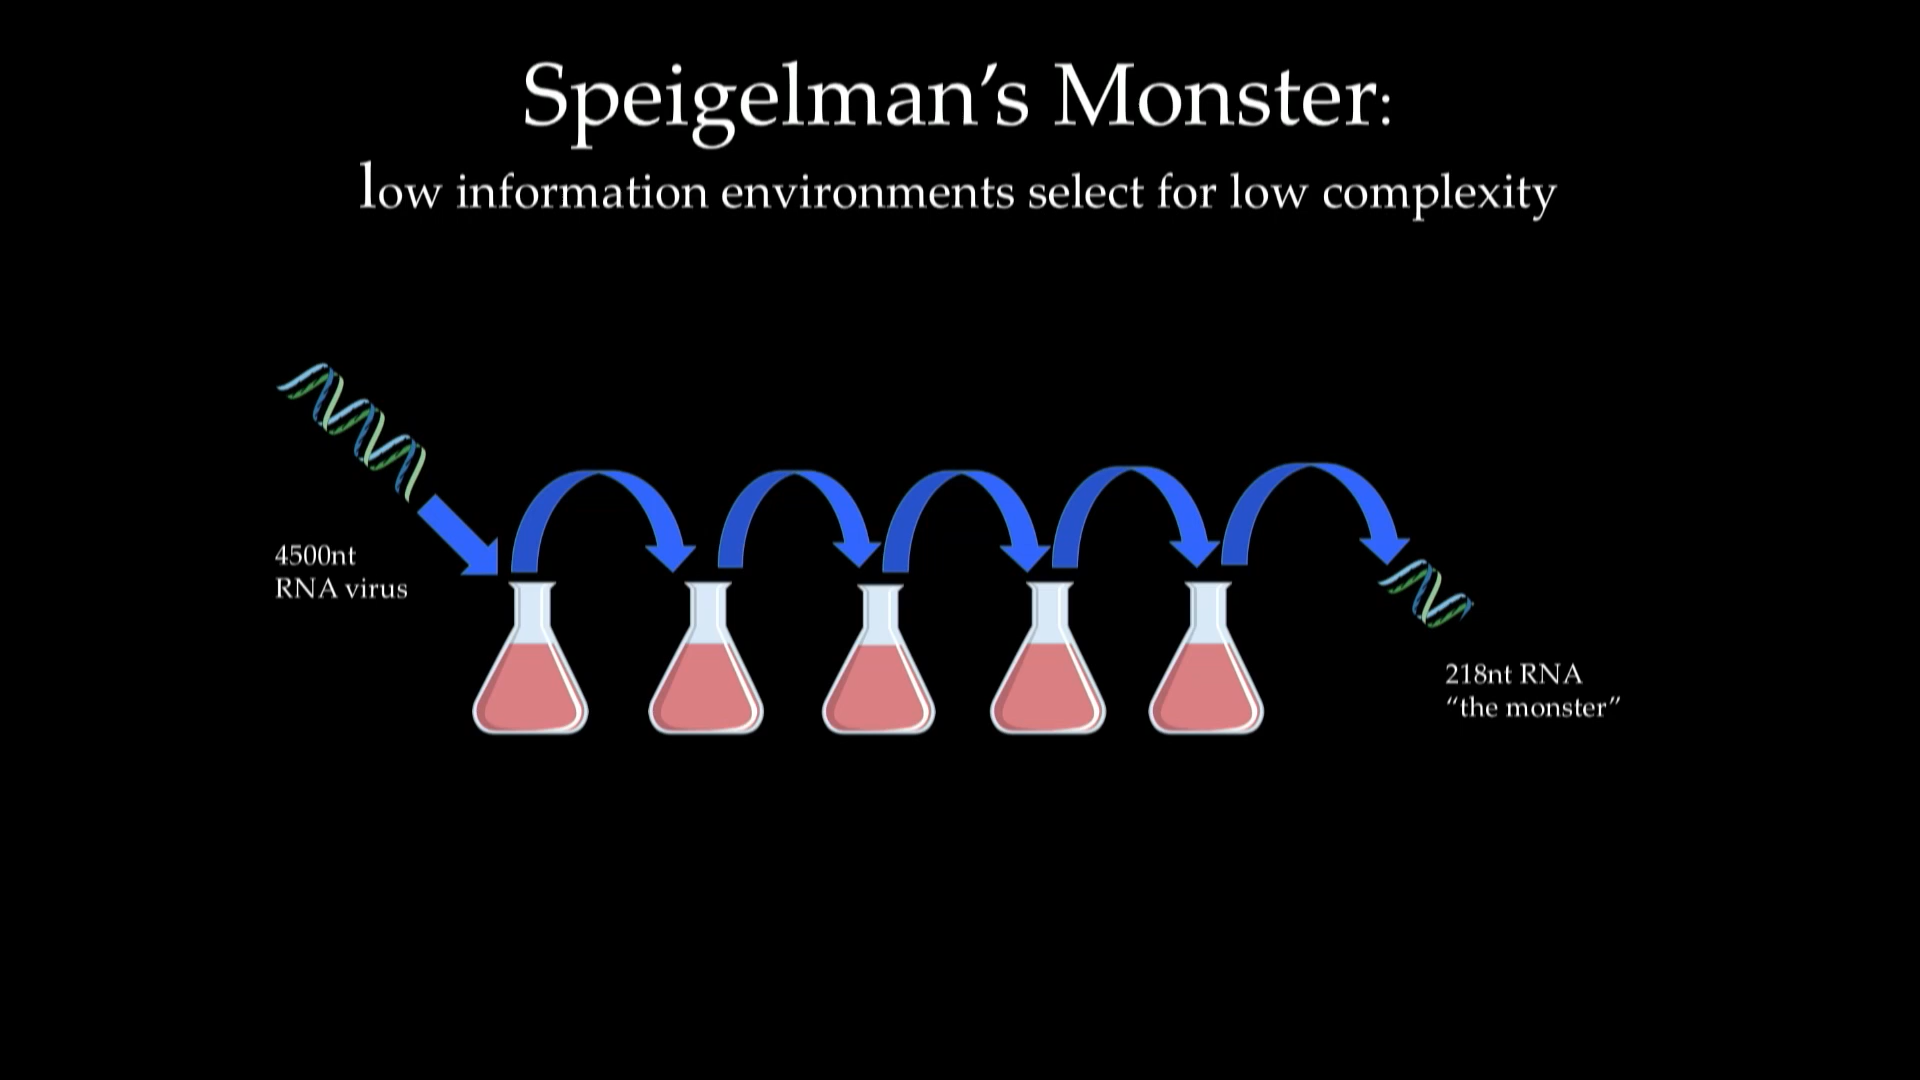 Speigelman’s Monster:
low information environments select for low complexity
4500nt
RNA virus
218nt RNA
“the monster”